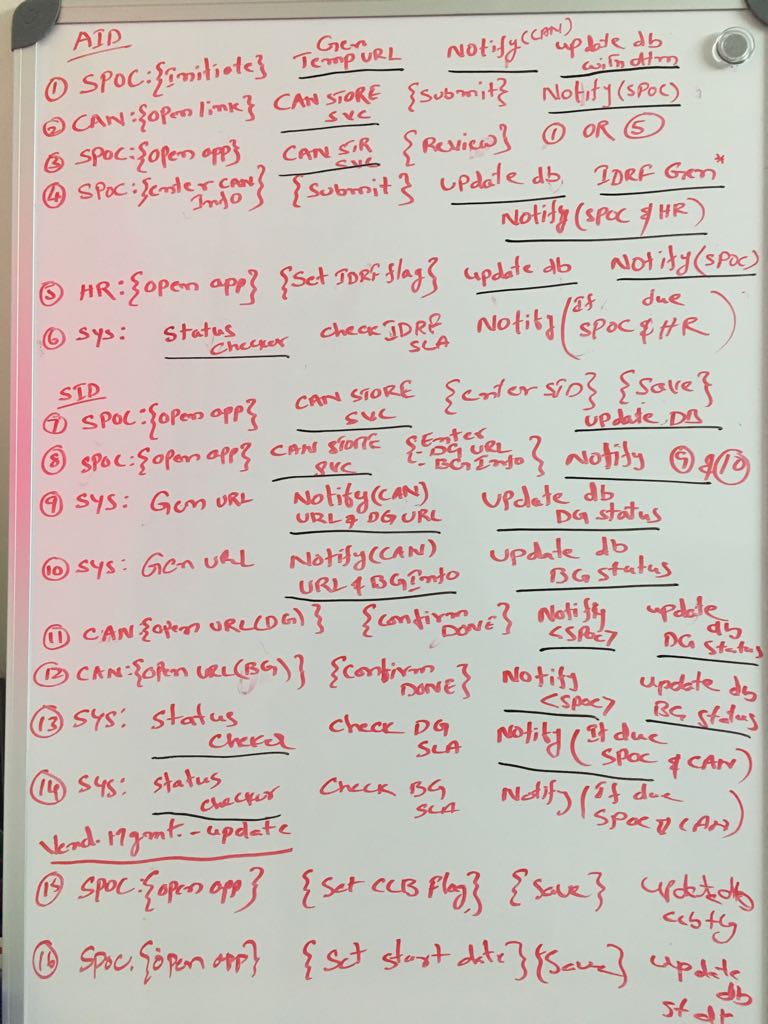 AID
① SPOC:{Initiate} Gen Temp URL Notify(CAN) update db with dttm
② CAN:{open link} CAN STORE SVC {Submit} Notify(SPOC)
③ SPOC:{open app} CAN STR SVC {Review} ① OR ⑤
④ SPOC:{enter CAN Info} {Submit} update db IDRF Gen*
Notify(SPOC & HR)
⑤ HR:{open app} {Set IDRF flag} update db Notify(SPOC)
⑥ Sys: Status Checker check IDRF SLA Notify(If due SPOC & HR)
SID
⑦ SPOC:{open app} CAN STORE SVC {enter SID} {Save} update DB
⑧ SPOC:{open app} CAN STORE SVC {Enter - DG URL - BG Info} Notify ⑨ & ⑩
⑨ SYS: Gen URL Notify(CAN) URL & DG URL update db DG status
⑩ SYS: Gen URL Notify(CAN) URL & BG Info update db BG status
⑪ CAN{open URL(DG)} {Confirm DONE} Notify <SPOC> update db DG status
⑫ CAN:{open URL(BG)} {Confirm DONE} Notify <SPOC> update db BG status
⑬ SYS: Status Checker Check DG SLA Notify(If due SPOC & CAN)
⑭ SYS: Status Checker Check BG SLA Notify(If due SPOC & CAN)
Vend. Mgmt. - update
⑮ SPOC:{open app} {Set CCB Flag} {Save} update db ccb flg
⑯ SPOC:{open app} {Set start date} {Save} update db st dt